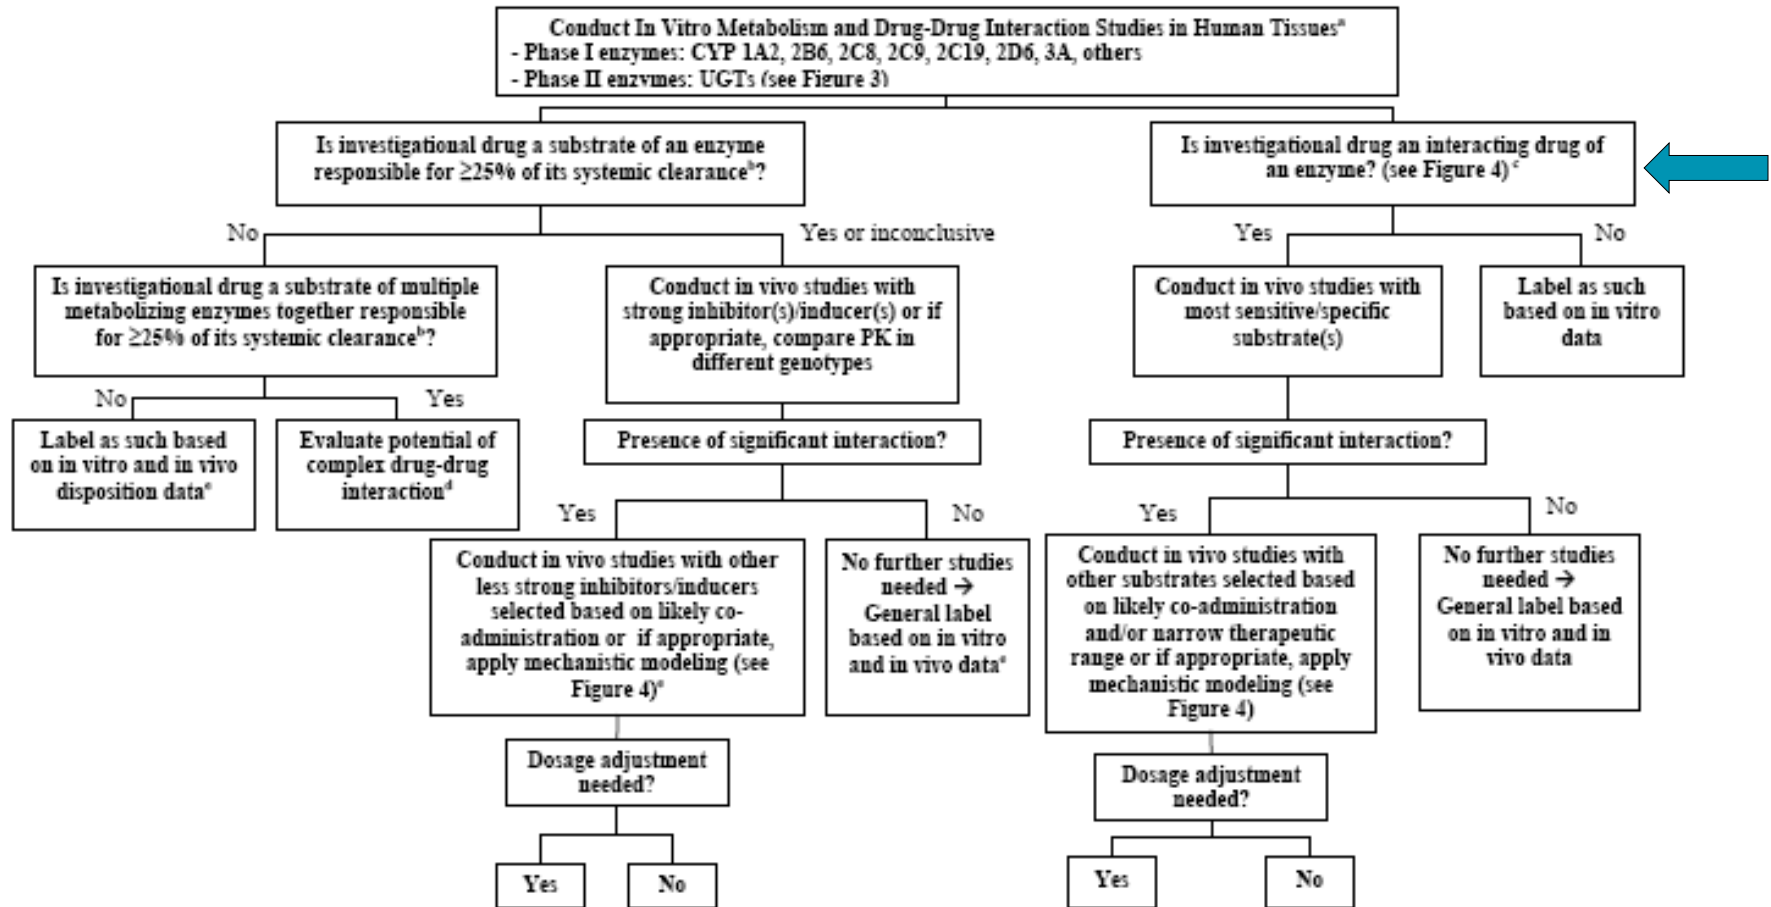 Conduct In Vitro Metabolism and Drug-Drug Interaction Studies in Human Tissuesᵃ
- Phase I enzymes: CYP 1A2, 2B6, 2C8, 2C9, 2C19, 2D6, 3A, others
- Phase II enzymes: UGTs (see Figure 3)
Is investigational drug a substrate of an enzyme
responsible for ≥25% of its systemic clearanceᵇ?
Is investigational drug an interacting drug of
an enzyme? (see Figure 4) ᶜ
No
Yes or inconclusive
Yes
No
Is investigational drug a substrate of multiple
metabolizing enzymes together responsible
for ≥25% of its systemic clearanceᵇ?
Conduct in vivo studies with
strong inhibitor(s)/inducer(s) or if
appropriate, compare PK in
different genotypes
Conduct in vivo studies with
most sensitive/specific
substrate(s)
Label as such
based on in vitro
data
No
Yes
Label as such based
on in vitro and in vivo
disposition dataᵉ
Evaluate potential of
complex drug-drug
interactionᵈ
Presence of significant interaction?
Presence of significant interaction?
Yes
No
Yes
No
Conduct in vivo studies with other
less strong inhibitors/inducers
selected based on likely co-
administration or if appropriate,
apply mechanistic modeling (see
Figure 4)ᵉ
No further studies
needed →
General label
based on in vitro
and in vivo dataᵉ
Conduct in vivo studies with
other substrates selected based
on likely co-administration
and/or narrow therapeutic
range or if appropriate, apply
mechanistic modeling (see
Figure 4)
No further studies
needed →
General label based
on in vitro and in
vivo data
Dosage adjustment
needed?
Dosage adjustment
needed?
Yes
No
Yes
No